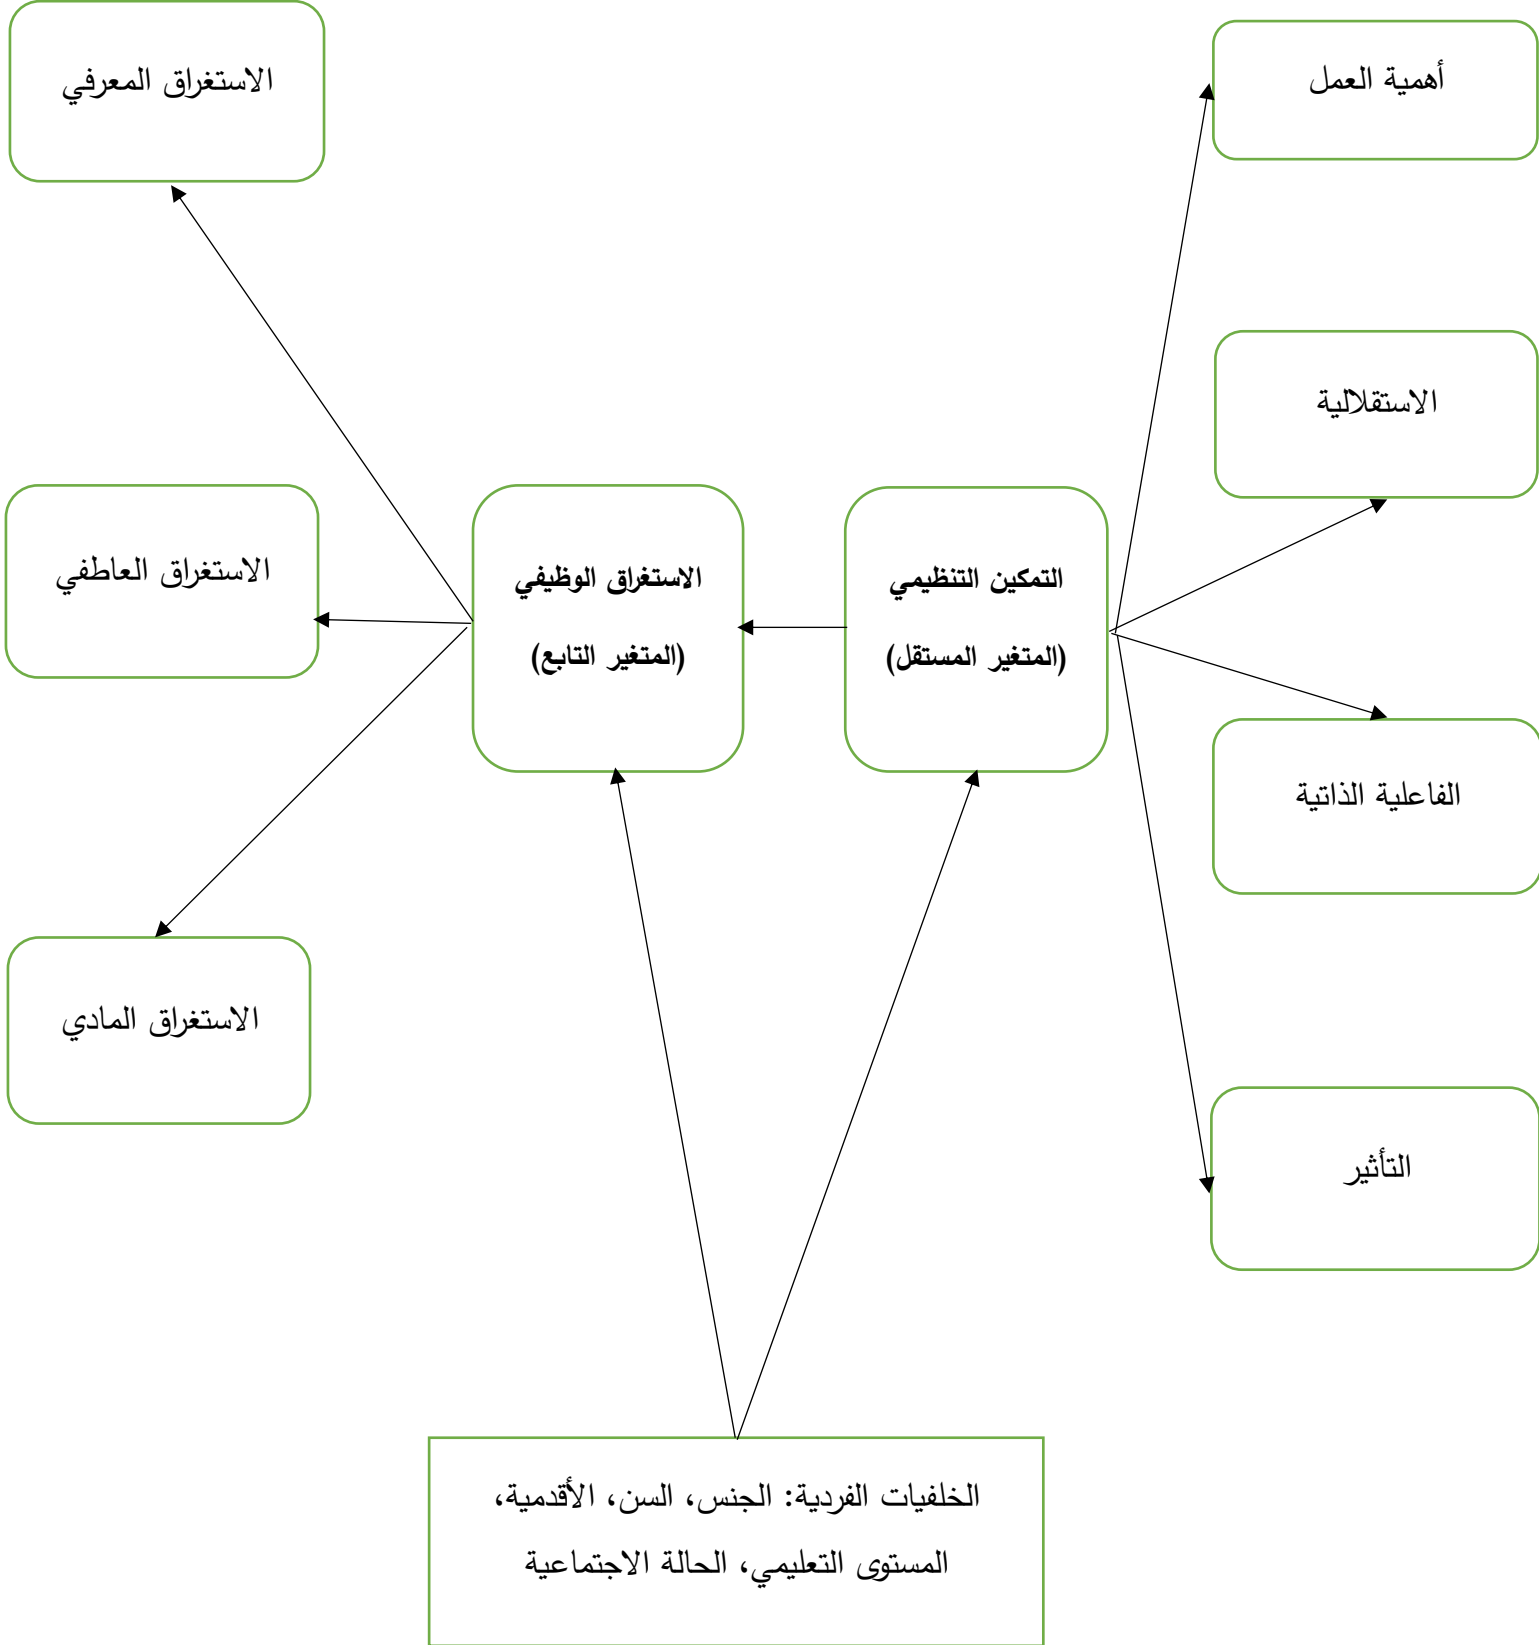 أهمية العمل
الاستغراق المعرفي
الاستقلالية
التمكين التنظيمي
(المتغير المستقل)
الاستغراق الوظيفي
(المتغير التابع)
الاستغراق العاطفي
الفاعلية الذاتية
الاستغراق المادي
التأثير
الخلفيات الفردية: الجنس، السن، الأقدمية،
المستوى التعليمي، الحالة الاجتماعية